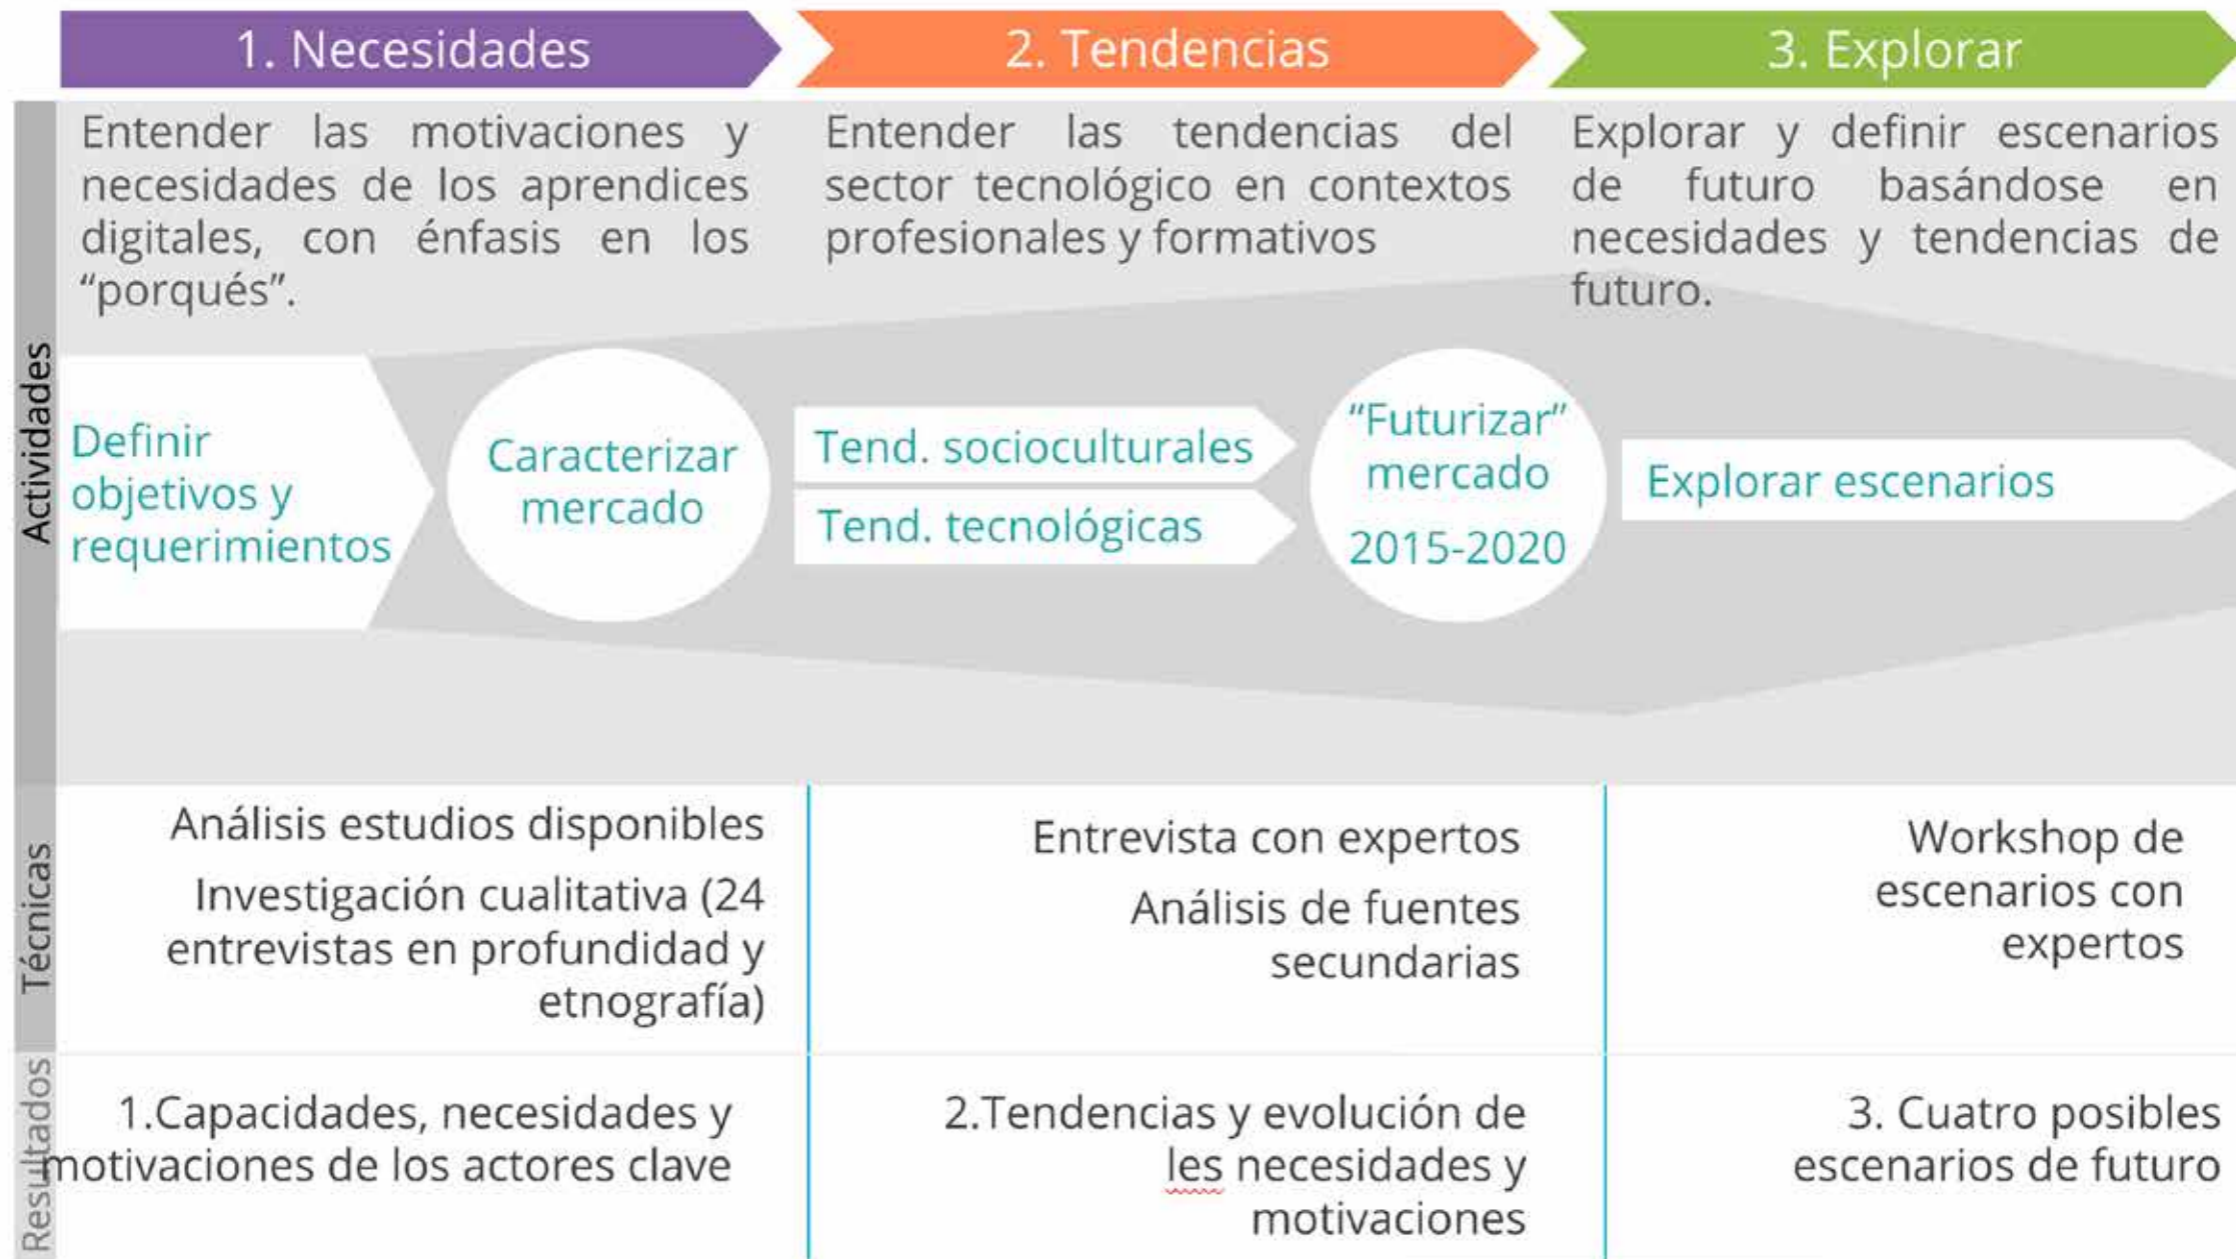 1. Necesidades
2. Tendencias
3. Explorar
Actividades
Entender las motivaciones y
necesidades de los aprendices
digitales, con énfasis en los
“porqués”.
Entender las tendencias del
sector tecnológico en contextos
profesionales y formativos
Explorar y definir escenarios
de futuro basándose en
necesidades y tendencias de
futuro.
Definir
objetivos y
requerimientos
Caracterizar
mercado
Tend. socioculturales
Tend. tecnológicas
“Futurizar”
mercado
2015-2020
Explorar escenarios
Técnicas
Análisis estudios disponibles
Investigación cualitativa (24
entrevistas en profundidad y
etnografía)
Entrevista con expertos
Análisis de fuentes
secundarias
Workshop de
escenarios con
expertos
Resultados
1.Capacidades, necesidades y
motivaciones de los actores clave
2.Tendencias y evolución de
les necesidades y
motivaciones
3. Cuatro posibles
escenarios de futuro